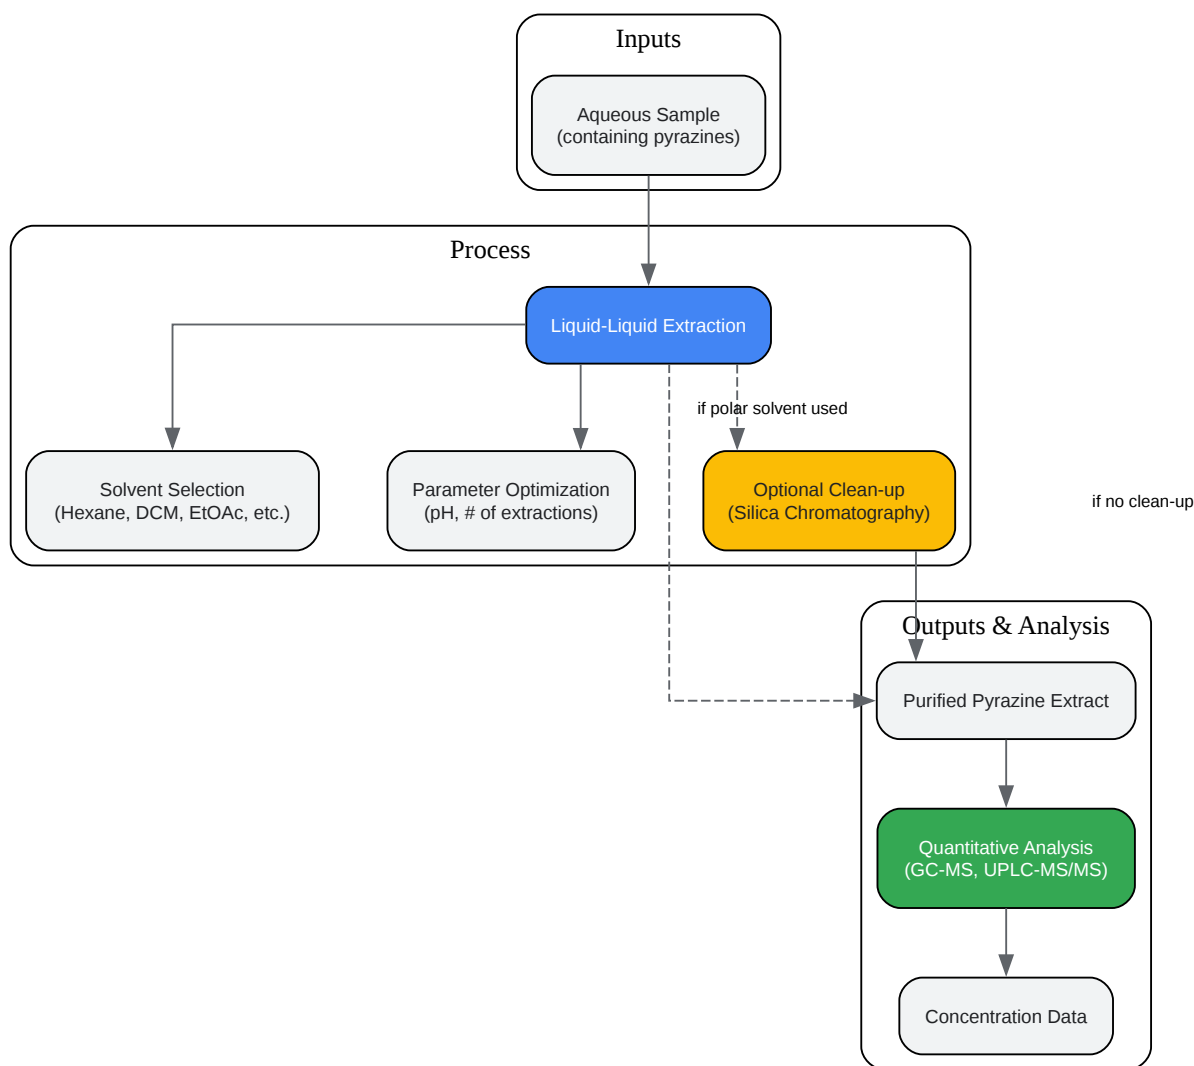 Inputs
Aqueous Sample
(containing pyrazines)
Process
Liquid-Liquid Extraction
if polar solvent used
Solvent Selection
(Hexane, DCM, EtOAc, etc.)
Parameter Optimization
(pH, # of extractions)
Optional Clean-up
(Silica Chromatography)
if no clean-up
Outputs & Analysis
Purified Pyrazine Extract
Quantitative Analysis
(GC-MS, UPLC-MS/MS)
Concentration Data